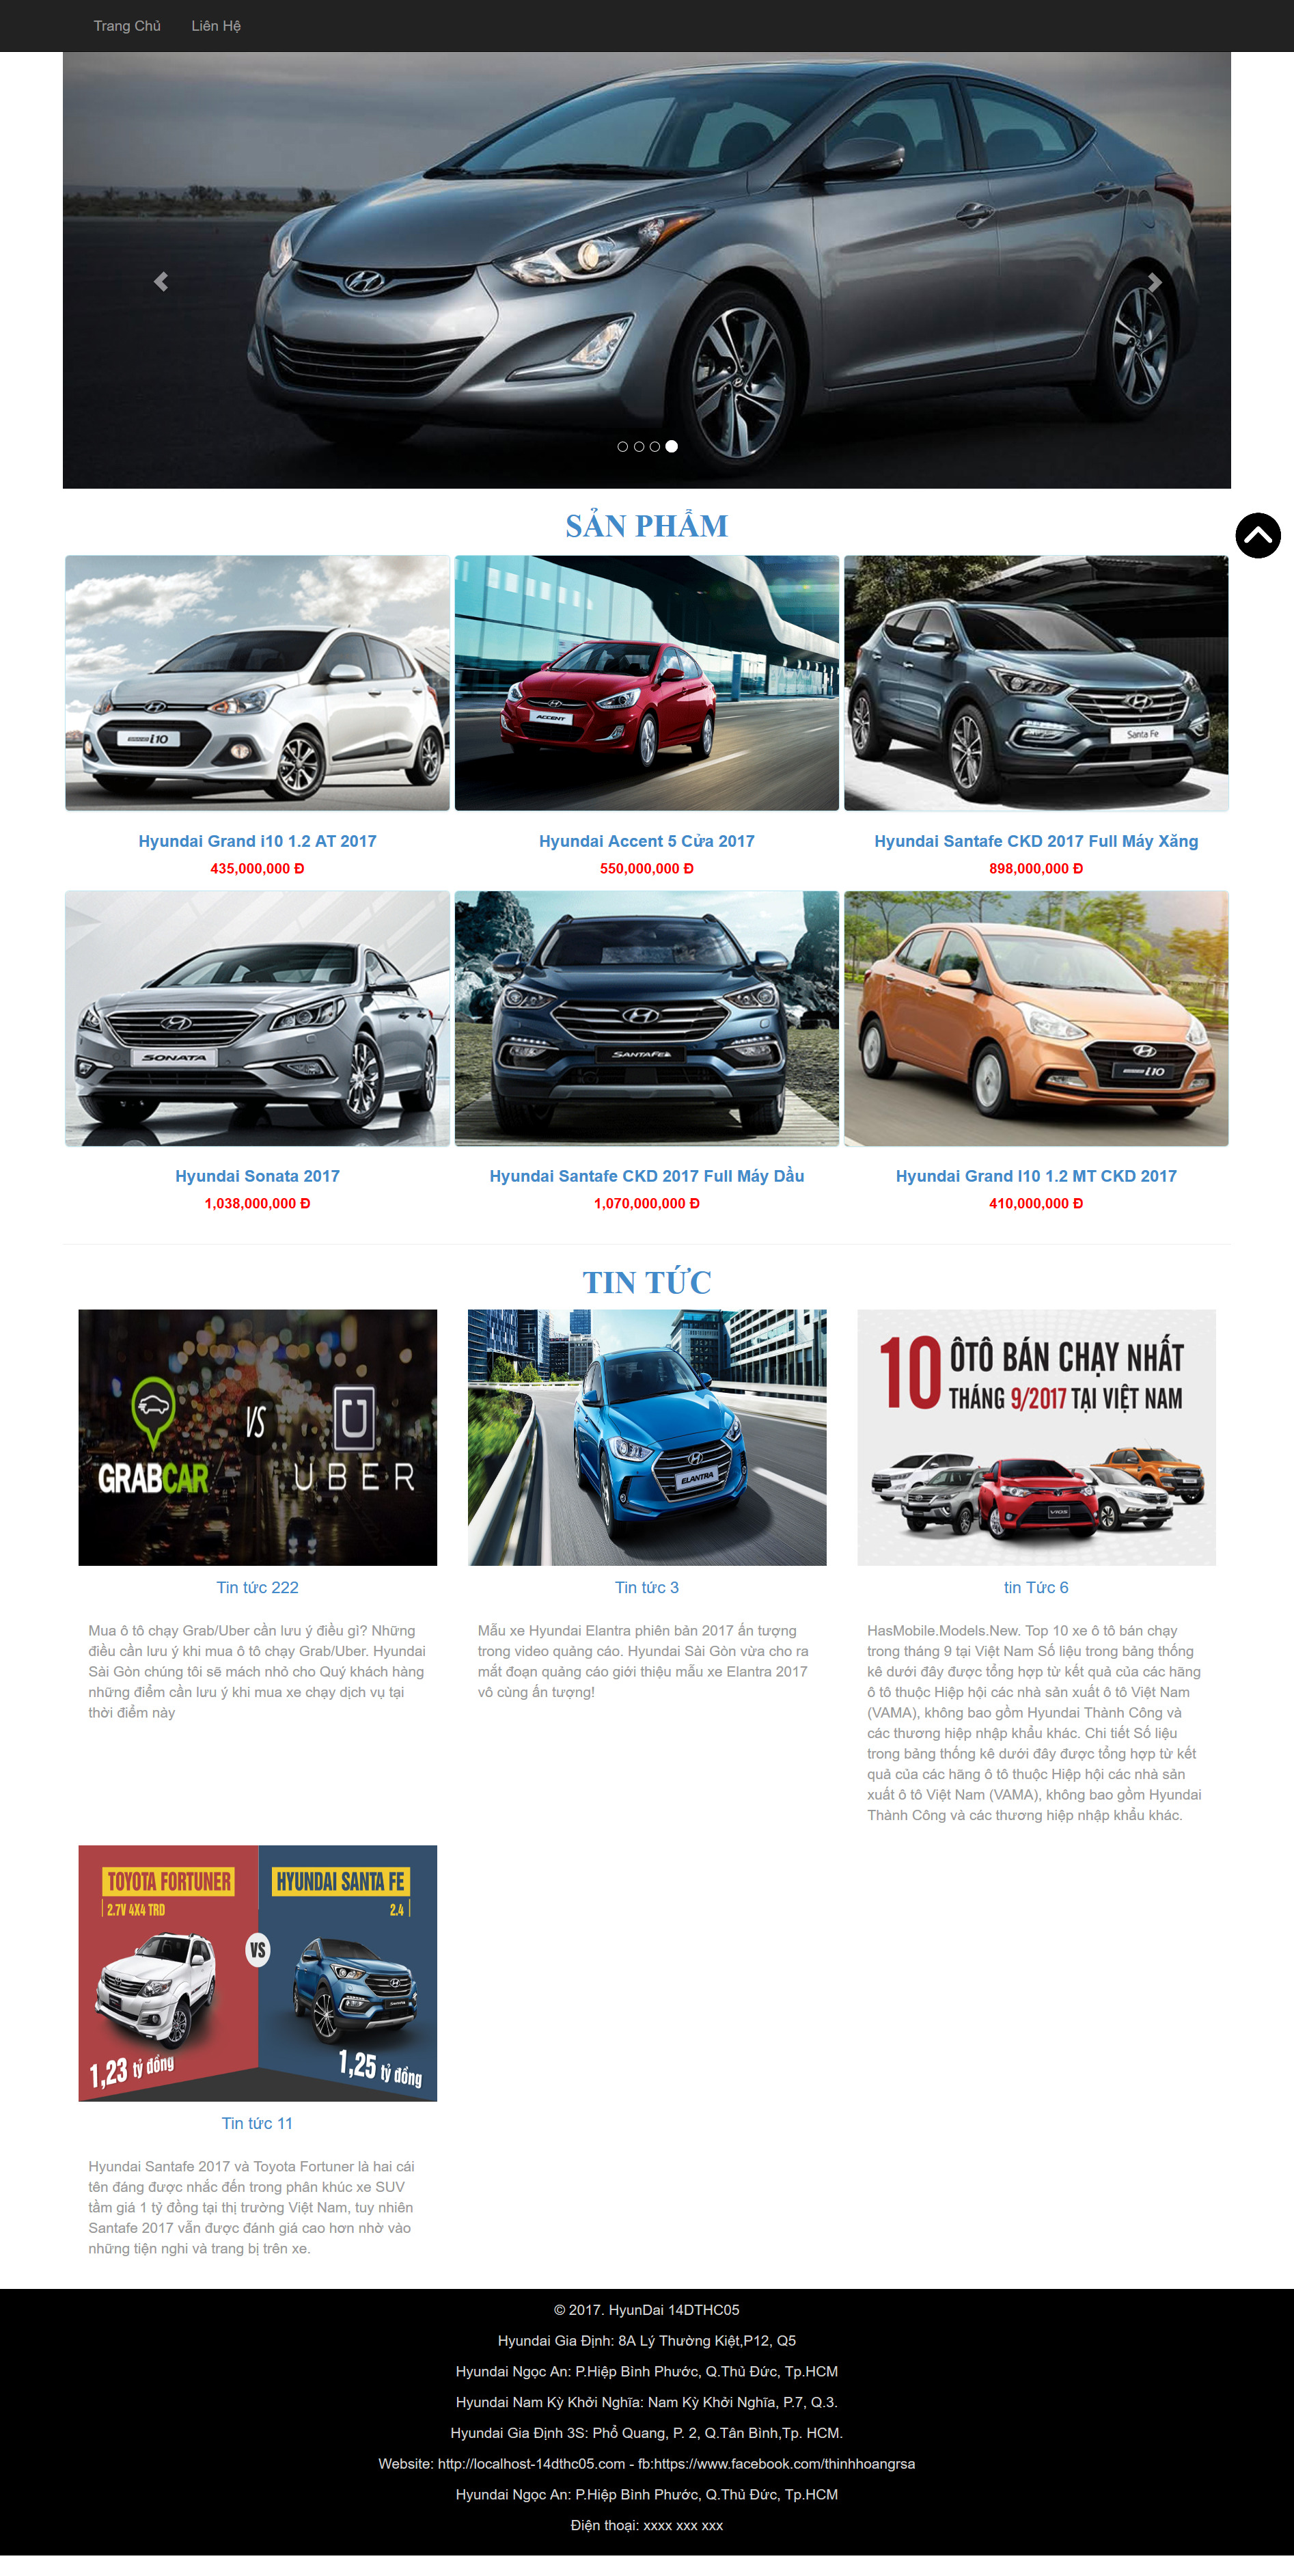 Trang Chủ
Liên Hệ
SẢN PHẨM
i10
ACCENT
Santa Fe
Hyundai Grand i10 1.2 AT 2017
Hyundai Accent 5 Cửa 2017
Hyundai Santafe CKD 2017 Full Máy Xăng
435,000,000 Đ
550,000,000 Đ
898,000,000 Đ
SONATA
SANTAFE
i10
Hyundai Sonata 2017
Hyundai Santafe CKD 2017 Full Máy Dầu
Hyundai Grand I10 1.2 MT CKD 2017
1,038,000,000 Đ
1,070,000,000 Đ
410,000,000 Đ
TIN TỨC
GRABCAR
VS
UBER
ELANTRA
10 ÔTÔ BÁN CHẠY NHẤT
THÁNG 9/2017 TẠI VIỆT NAM
VIOS
Tin tức 222
Mua ô tô chạy Grab/Uber cần lưu ý điều gì? Những
điều cần lưu ý khi mua ô tô chạy Grab/Uber. Hyundai
Sài Gòn chúng tôi sẽ mách nhỏ cho Quý khách hàng
những điểm cần lưu ý khi mua xe chạy dịch vụ tại
thời điểm này
Tin tức 3
Mẫu xe Hyundai Elantra phiên bản 2017 ấn tượng
trong video quảng cáo. Hyundai Sài Gòn vừa cho ra
mắt đoạn quảng cáo giới thiệu mẫu xe Elantra 2017
vô cùng ấn tượng!
tin Tức 6
HasMobile.Models.New. Top 10 xe ô tô bán chạy
trong tháng 9 tại Việt Nam Số liệu trong bảng thống
kê dưới đây được tổng hợp từ kết quả của các hãng
ô tô thuộc Hiệp hội các nhà sản xuất ô tô Việt Nam
(VAMA), không bao gồm Hyundai Thành Công và
các thương hiệp nhập khẩu khác. Chi tiết Số liệu
trong bảng thống kê dưới đây được tổng hợp từ kết
quả của các hãng ô tô thuộc Hiệp hội các nhà sản
xuất ô tô Việt Nam (VAMA), không bao gồm Hyundai
Thành Công và các thương hiệp nhập khẩu khác.
TOYOTA FORTUNER
2.7V 4X4 TRD
HYUNDAI SANTA FE
2.4
VS
1,23 tỷ đồng
1,25 tỷ đồng
Tin tức 11
Hyundai Santafe 2017 và Toyota Fortuner là hai cái
tên đáng được nhắc đến trong phân khúc xe SUV
tầm giá 1 tỷ đồng tại thị trường Việt Nam, tuy nhiên
Santafe 2017 vẫn được đánh giá cao hơn nhờ vào
những tiện nghi và trang bị trên xe.
© 2017. HyunDai 14DTHC05
Hyundai Gia Định: 8A Lý Thường Kiệt,P12, Q5
Hyundai Ngọc An: P.Hiệp Bình Phước, Q.Thủ Đức, Tp.HCM
Hyundai Nam Kỳ Khởi Nghĩa: Nam Kỳ Khởi Nghĩa, P.7, Q.3.
Hyundai Gia Định 3S: Phổ Quang, P. 2, Q.Tân Bình,Tp. HCM.
Website: http://localhost-14dthc05.com - fb:https://www.facebook.com/thinhhoangrsa
Hyundai Ngọc An: P.Hiệp Bình Phước, Q.Thủ Đức, Tp.HCM
Điện thoại: xxxx xxx xxx